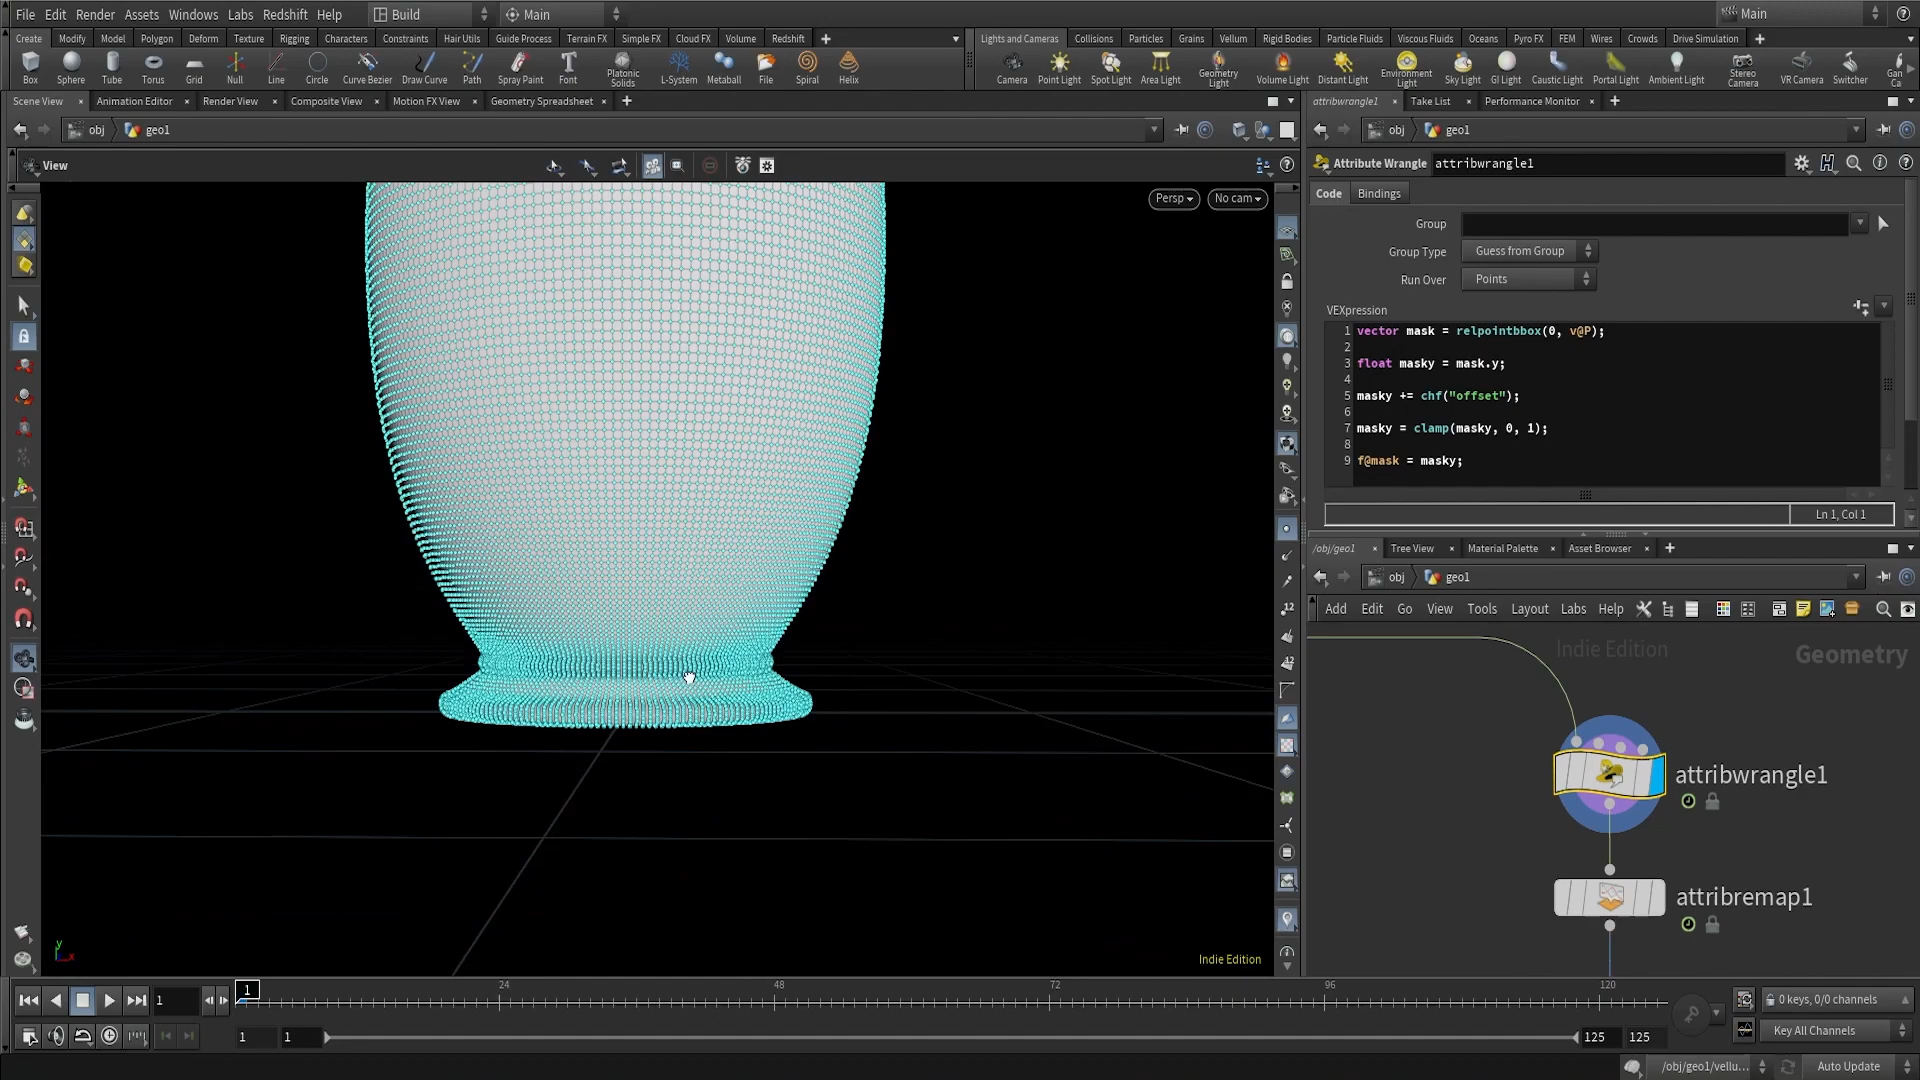 File Edit Render Assets Windows Labs Redshift Help Build Main Main
Create Modify Model Polygon Deform Texture Rigging Characters Constraints Hair Utils Guide Process Terrain FX Simple FX Cloud FX Volume Redshift
Lights and Cameras Collisions Particles Grains Vellum Rigid Bodies Particle Fluids Viscous Fluids Oceans Pyro FX FEM Wires Crowds Drive Simulation
Box Sphere Tube Torus Grid Null Line Circle Curve Bezier Draw Curve Path Spray Paint Font Platonic Solids L-System Metaball File Spiral Helix
Camera Point Light Spot Light Area Light Geometry Light Volume Light Distant Light Environment Light Sky Light GI Light Caustic Light Portal Light Ambient Light Stereo Camera VR Camera Switcher
Scene View Animation Editor Render View Composite View Motion FX View Geometry Spreadsheet
attribwrangle1 Take List Performance Monitor
obj geo1
obj geo1
View
Persp No cam
Attribute Wrangle attribwrangle1
Code Bindings
Group
Group Type Guess from Group
Run Over Points
VEXpression
1 vector mask = relpointbbox(0, v@P);
2
3 float masky = mask.y;
4
5 masky += chf("offset");
6
7 masky = clamp(masky, 0, 1);
8
9 f@mask = masky;
Ln 1, Col 1
/obj/geo1 Tree View Material Palette Asset Browser
obj geo1
Add Edit Go View Tools Layout Labs Help
Indie Edition Geometry
attribwrangle1
attribremap1
12
12
y
x
Indie Edition
1 1 24 48 72 96 120
0 keys, 0/0 channels
1 1 125 125
Key All Channels
/obj/geo1/vellu... Auto Update